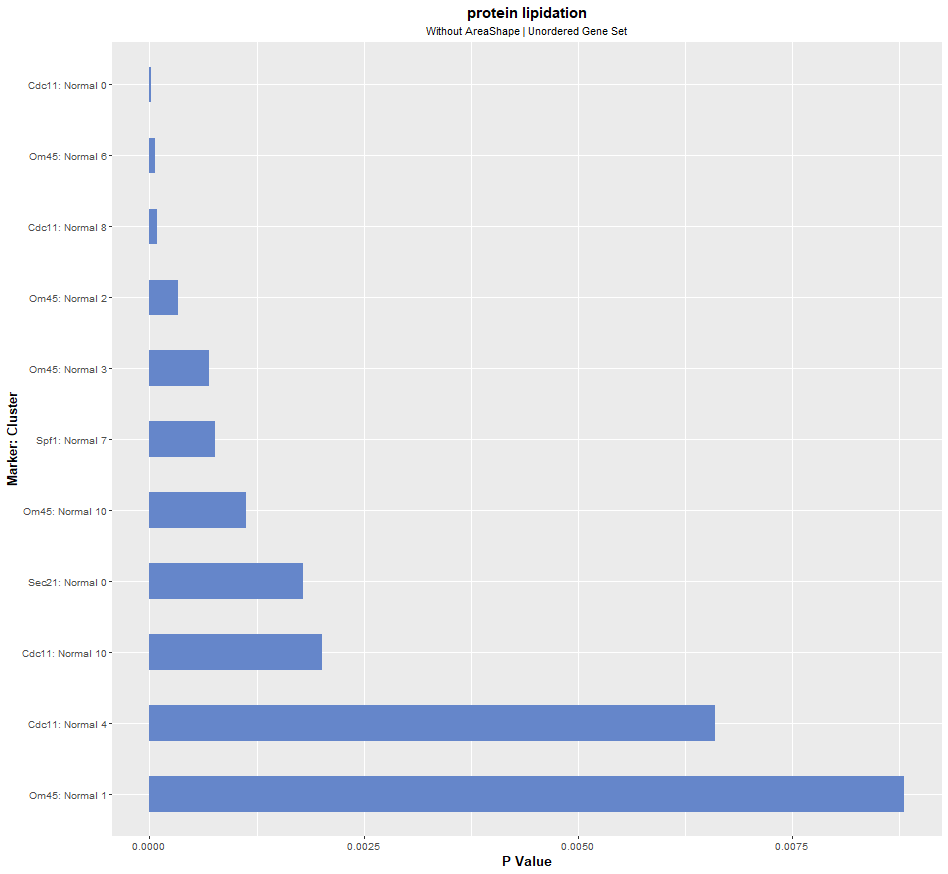 protein lipidation
Without AreaShape | Unordered Gene Set
Marker: Cluster
Cdc11: Normal 0
Om45: Normal 6
Cdc11: Normal 8
Om45: Normal 2
Om45: Normal 3
Spf1: Normal 7
Om45: Normal 10
Sec21: Normal 0
Cdc11: Normal 10
Cdc11: Normal 4
Om45: Normal 1
0.0000 0.0025 0.0050 0.0075
P Value